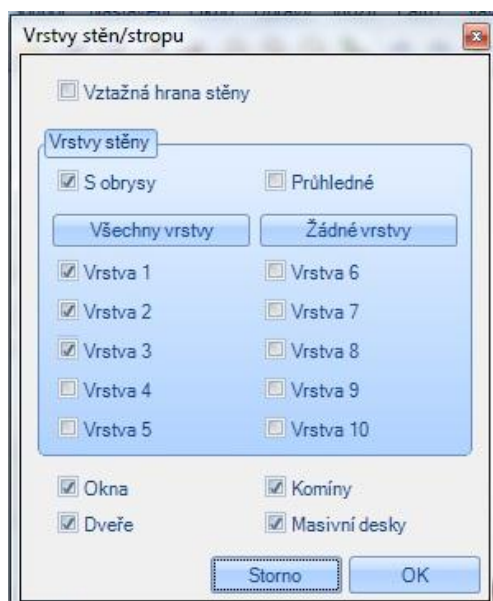 Vrstvy stěn/stropu
Vztažná hrana stěny
Vrstvy stěny
S obrysy Průhledné
Všechny vrstvy Žádné vrstvy
Vrstva 1 Vrstva 6
Vrstva 2 Vrstva 7
Vrstva 3 Vrstva 8
Vrstva 4 Vrstva 9
Vrstva 5 Vrstva 10
Okna Komíny
Dveře Masivní desky
Storno OK